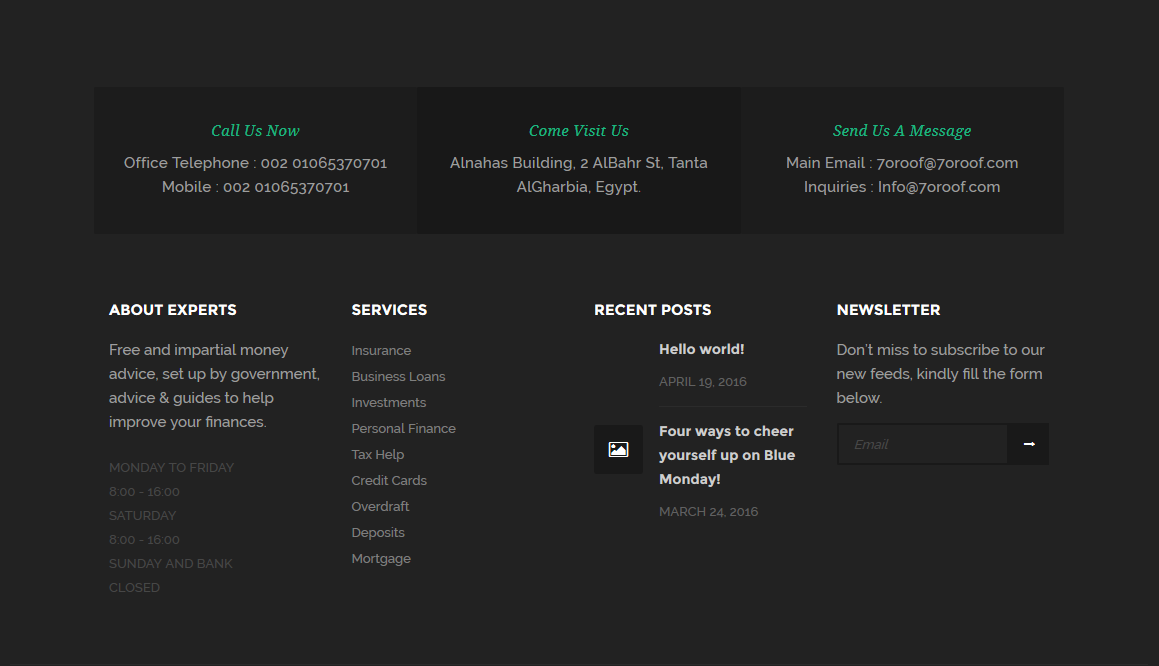 Call Us Now
Office Telephone : 002 01065370701
Mobile : 002 01065370701
Come Visit Us
Alnahas Building, 2 AlBahr St, Tanta
AlGharbia, Egypt.
Send Us A Message
Main Email : 7oroof@7oroof.com
Inquiries : Info@7oroof.com
ABOUT EXPERTS
Free and impartial money
advice, set up by government,
advice & guides to help
improve your finances.
MONDAY TO FRIDAY
8:00 - 16:00
SATURDAY
8:00 - 16:00
SUNDAY AND BANK
CLOSED
SERVICES
Insurance
Business Loans
Investments
Personal Finance
Tax Help
Credit Cards
Overdraft
Deposits
Mortgage
RECENT POSTS
Hello world!
APRIL 19, 2016
Four ways to cheer
yourself up on Blue
Monday!
MARCH 24, 2016
NEWSLETTER
Don't miss to subscribe to our
new feeds, kindly fill the form
below.
Email